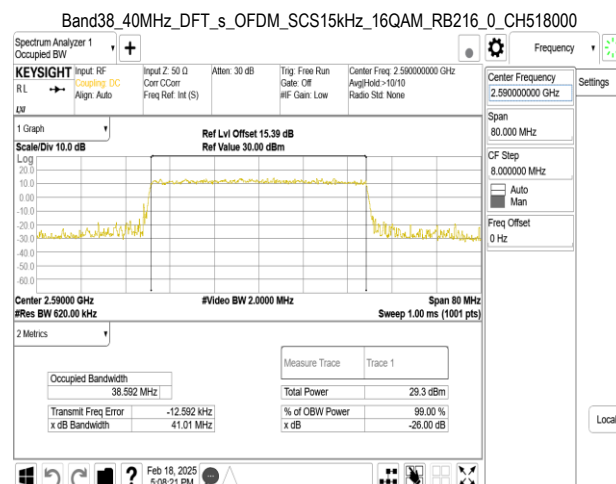 Band38_40MHz_DFT_s_OFDM_SCS15kHz_16QAM_RB216_0_CH518000
Spectrum Analyzer 1
Occupied BW
Frequency
KEYSIGHT Input: RF Input Z: 50 Ω Atten: 30 dB Trig: Free Run Center Freq: 2.590000000 GHz
RL Coupling: DC Corr CCorr Gate: Off Avg|Hold:>10/10
Align: Auto Freq Ref: Int (S) #IF Gain: Low Radio Std: None
Center Frequency
2.590000000 GHz
Settings
Span
80.000 MHz
CF Step
8.000000 MHz
Auto
Man
Freq Offset
0 Hz
Local
1 Graph
Ref Lvl Offset 15.39 dB
Scale/Div 10.0 dB Ref Value 30.00 dBm
Log
20.0
10.0
0.00
-10.0
-20.0
-30.0
-40.0
-50.0
-60.0
Center 2.59000 GHz #Video BW 2.0000 MHz Span 80 MHz
#Res BW 620.00 kHz Sweep 1.00 ms (1001 pts)
2 Metrics
Measure Trace Trace 1
Occupied Bandwidth
38.592 MHz Total Power 29.3 dBm
Transmit Freq Error -12.592 kHz % of OBW Power 99.00 %
x dB Bandwidth 41.01 MHz x dB -26.00 dB
?
Feb 18, 2025
5:08:21 PM